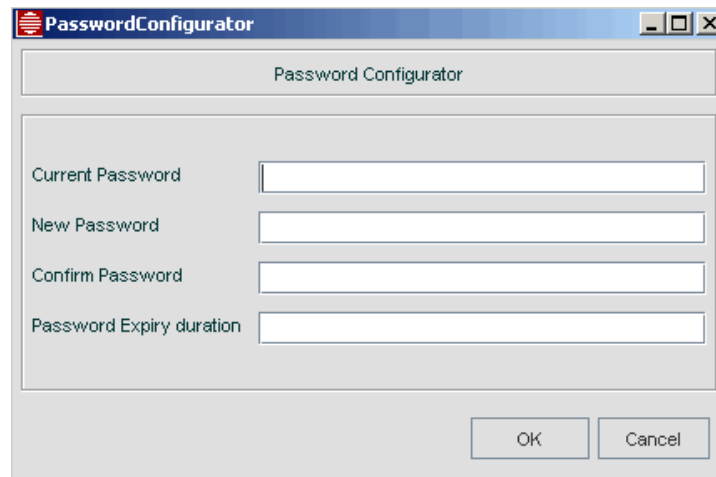 PasswordConfigurator
Password Configurator
Current Password
New Password
Confirm Password
Password Expiry duration
OK Cancel